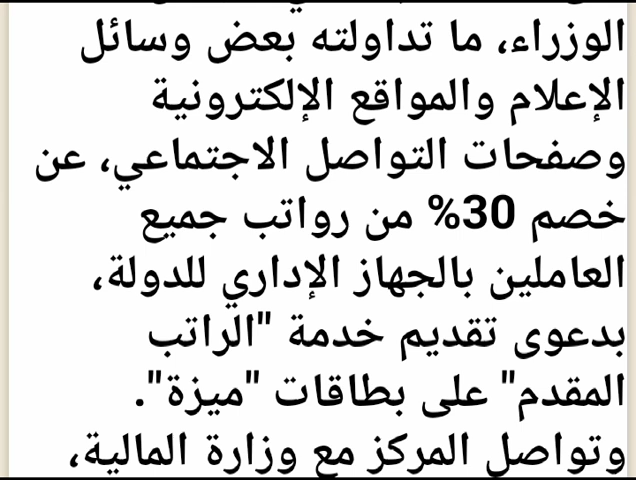 الوزراء، ما تداولته بعض وسائل
الإعلام والمواقع الإلكترونية
وصفحات التواصل الاجتماعي، عن
خصم 30% من رواتب جميع
العاملين بالجهاز الإداري للدولة،
بدعوى تقديم خدمة "الراتب
المقدم" على بطاقات "ميزة".
وتواصل المركز مع وزارة المالية،